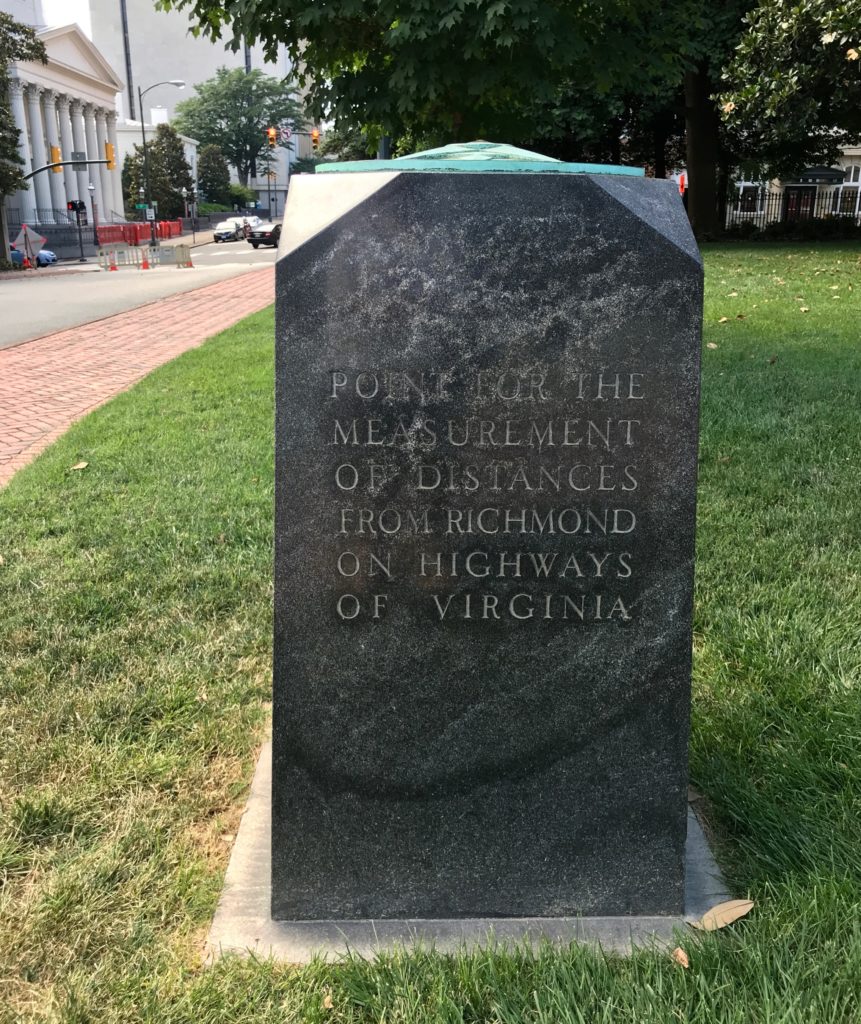 POINT FOR THE
MEASUREMENT
OF DISTANCES
FROM RICHMOND
ON HIGHWAYS
OF VIRGINIA